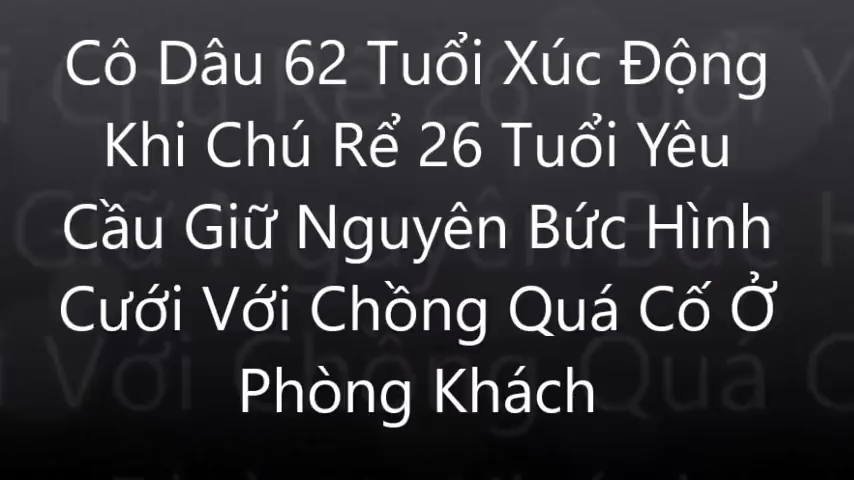 Cô Dâu 62 Tuổi Xúc Động
Khi Chú Rể 26 Tuổi Yêu
Cầu Giữ Nguyên Bức Hình
Cưới Với Chồng Quá Cố Ở
Phòng Khách